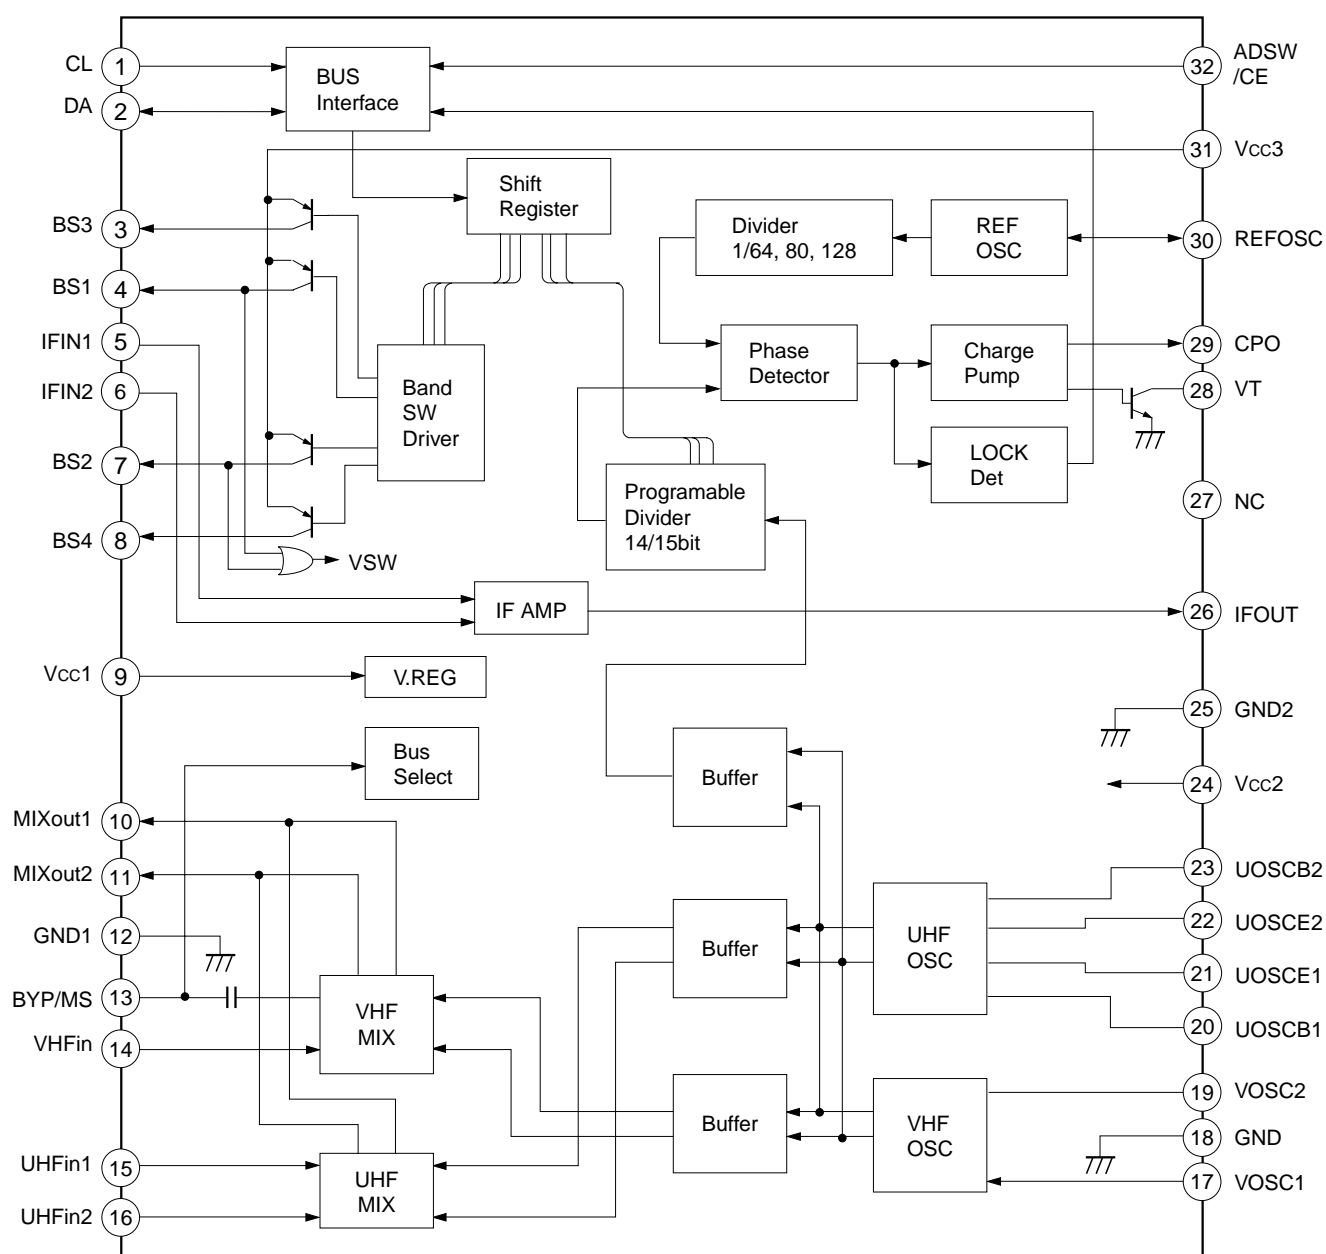 CL 1
DA 2
BS3 3
BS1 4
IFIN1 5
IFIN2 6
BS2 7
BS4 8
Vcc1 9
MIXout1 10
MIXout2 11
GND1 12
BYP/MS 13
VHFin 14
UHFin1 15
UHFin2 16
BUS
Interface
Shift
Register
Divider
1/64, 80, 128
REF
OSC
Phase
Detector
Charge
Pump
Band
SW
Driver
LOCK
Det
Programable
Divider
14/15bit
VSW
IF AMP
V.REG
Bus
Select
Buffer
Buffer
UHF
OSC
VHF
MIX
Buffer
VHF
OSC
UHF
MIX
32 ADSW
/CE
31 Vcc3
30 REFOSC
29 CPO
28 VT
27 NC
26 IFOUT
25 GND2
24 Vcc2
23 UOSCB2
22 UOSCE2
21 UOSCE1
20 UOSCB1
19 VOSC2
18 GND
17 VOSC1